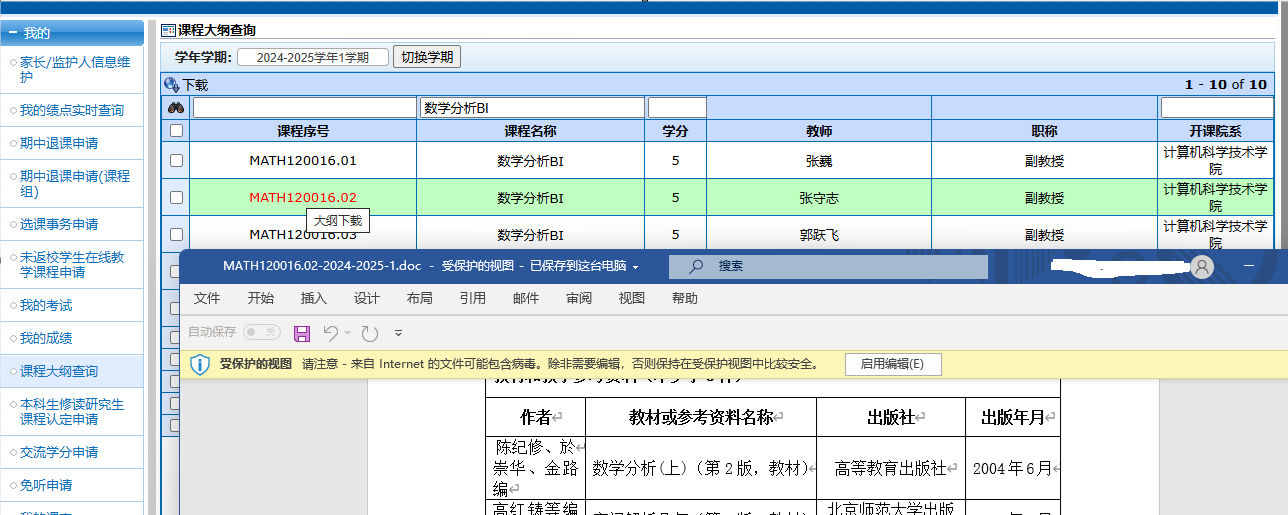 我的
家长/监护人信息维
护
我的绩点实时查询
期中退课申请
期中退课申请(课程
组)
选课事务申请
未返校学生在线教
学课程申请
我的考试
我的成绩
课程大纲查询
本科生修读研究生
课程认定申请
交流学分申请
免听申请
课程大纲查询
学年学期: 2024-2025学年1学期 切换学期
下载 1 - 10 of 10
数学分析BI
课程序号 课程名称 学分 教师 职称 开课院系
MATH120016.01 数学分析BI 5 张巍 副教授 计算机科学技术学
院
MATH120016.02 数学分析BI 5 张守志 副教授 计算机科学技术学
院
大纲下载
MATH120016.03 数学分析BI 5 郭跃飞 副教授 计算机科学技术学
院
MATH120016.02-2024-2025-1.doc - 受保护的视图 - 已保存到这台电脑 搜索
文件 开始 插入 设计 布局 引用 邮件 审阅 视图 帮助
自动保存 关
受保护的视图 请注意 - 来自 Internet 的文件可能包含病毒。除非需要编辑，否则保持在受保护视图中比较安全。 启用编辑(E)
作者 教材或参考资料名称 出版社 出版年月
陈纪修、於
崇华、金路
编
数学分析(上)（第2版，教材） 高等教育出版社 2004年6月
高红铸等编
北京师范大学出版